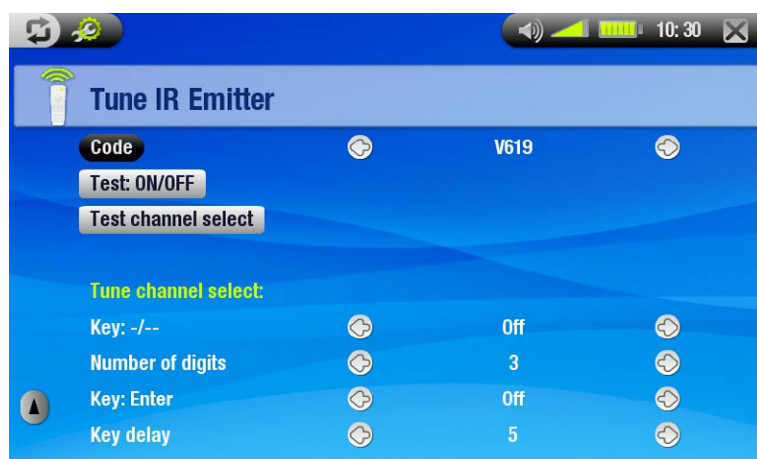 10:30
Tune IR Emitter
Code V619
Test: ON/OFF
Test channel select
Tune channel select:
Key: -/-- Off
Number of digits 3
Key: Enter Off
Key delay 5